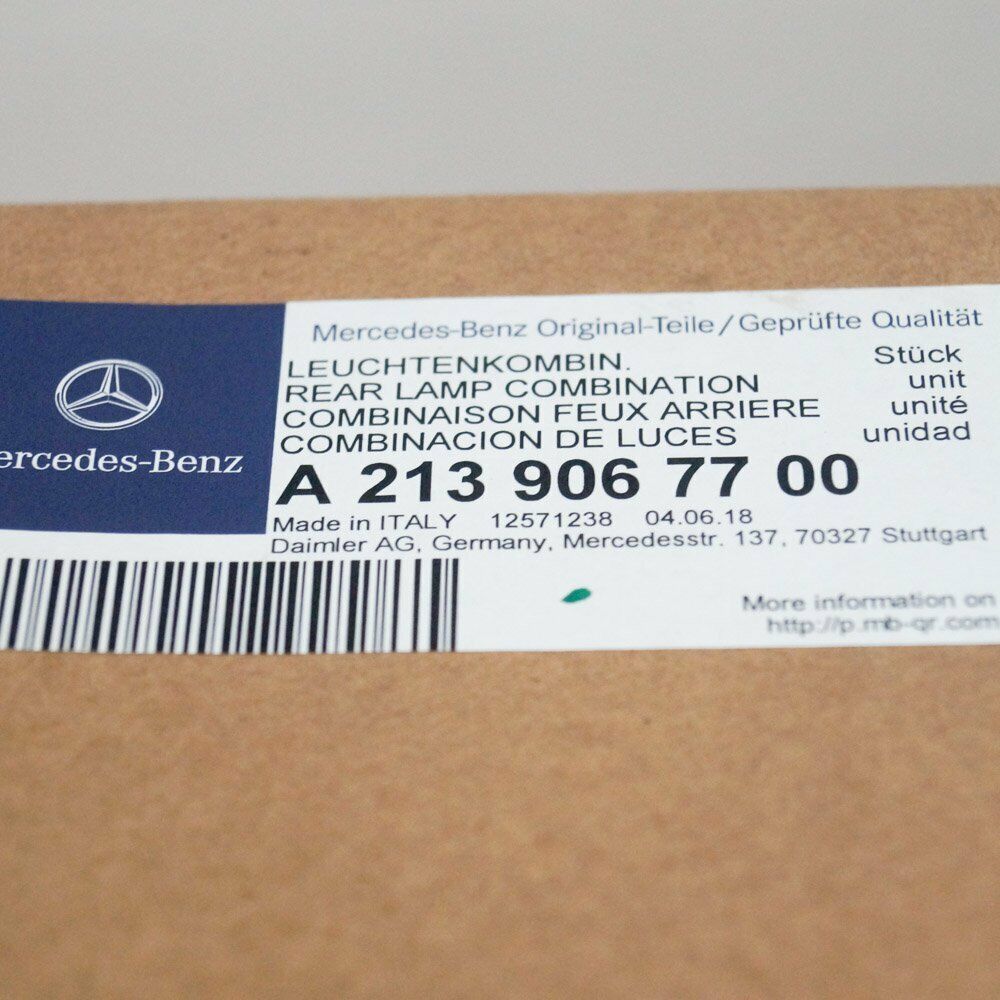 Mercedes-Benz Original-Teile / Geprüfte Qualität
LEUCHTENKOMBIN. Stück
REAR LAMP COMBINATION unit
COMBINAISON FEUX ARRIERE unité
COMBINACION DE LUCES unidad
ercedes-Benz
A 213 906 77 00
Made in ITALY 12571238 04.06.18
Daimler AG, Germany, Mercedesstr. 137, 70327 Stuttgart
More information on
http://p.mb-qr.com